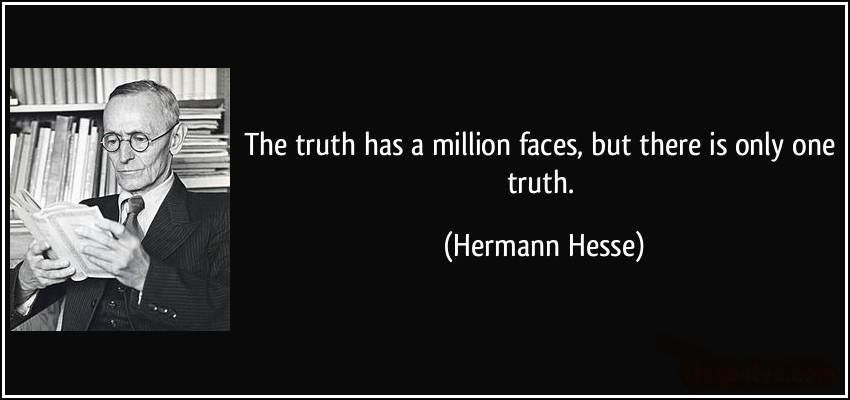 The truth has a million faces, but there is only one
truth.
(Hermann Hesse)